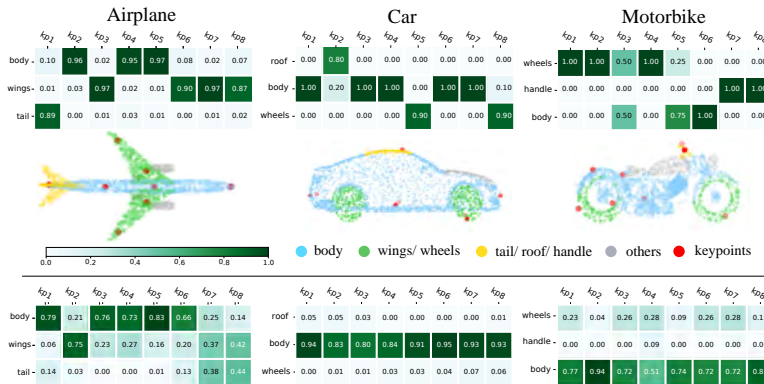 Airplane Car Motorbike
kp1 kp2 kp3 kp4 kp5 kp6 kp7 kp8 kp1 kp2 kp3 kp4 kp5 kp6 kp7 kp8 kp1 kp2 kp3 kp4 kp5 kp6 kp7 kp8
body 0.10 0.96 0.02 0.95 0.97 0.08 0.02 0.07 roof 0.00 0.80 0.00 0.00 0.00 0.00 0.00 0.00 wheels 1.00 1.00 0.50 1.00 0.25 0.00 0.00 0.00
wings 0.01 0.03 0.97 0.02 0.01 0.90 0.97 0.87 body 1.00 0.20 1.00 1.00 0.00 1.00 1.00 0.10 handle 0.00 0.00 0.00 0.00 0.00 0.00 1.00 1.00
tail 0.89 0.00 0.01 0.03 0.01 0.02 0.01 0.05 wheels 0.00 0.00 0.00 0.00 0.90 0.00 0.00 0.90 body 0.00 0.00 0.50 0.00 0.75 1.00 0.00 0.00
0.0 0.2 0.4 0.6 0.8 1.0
body wings/ wheels tail/ roof/ handle others keypoints
kp1 kp2 kp3 kp4 kp5 kp6 kp7 kp8 kp1 kp2 kp3 kp4 kp5 kp6 kp7 kp8 kp1 kp2 kp3 kp4 kp5 kp6 kp7 kp8
body 0.79 0.21 0.76 0.73 0.83 0.66 0.25 0.14 roof 0.05 0.05 0.03 0.00 0.00 0.00 0.00 0.01 wheels 0.23 0.04 0.26 0.28 0.09 0.26 0.28 0.1
wings 0.06 0.75 0.23 0.27 0.16 0.20 0.37 0.42 body 0.94 0.83 0.80 0.84 0.91 0.95 0.93 0.93 handle 0.00 0.00 0.00 0.09 0.00 0.00 0.00 0.0
tail 0.14 0.03 0.00 0.00 0.01 0.13 0.38 0.44 wheels 0.01 0.00 0.00 0.00 0.03 0.04 0.07 0.06 body 0.77 0.94 0.72 0.51 0.74 0.72 0.72 0.8